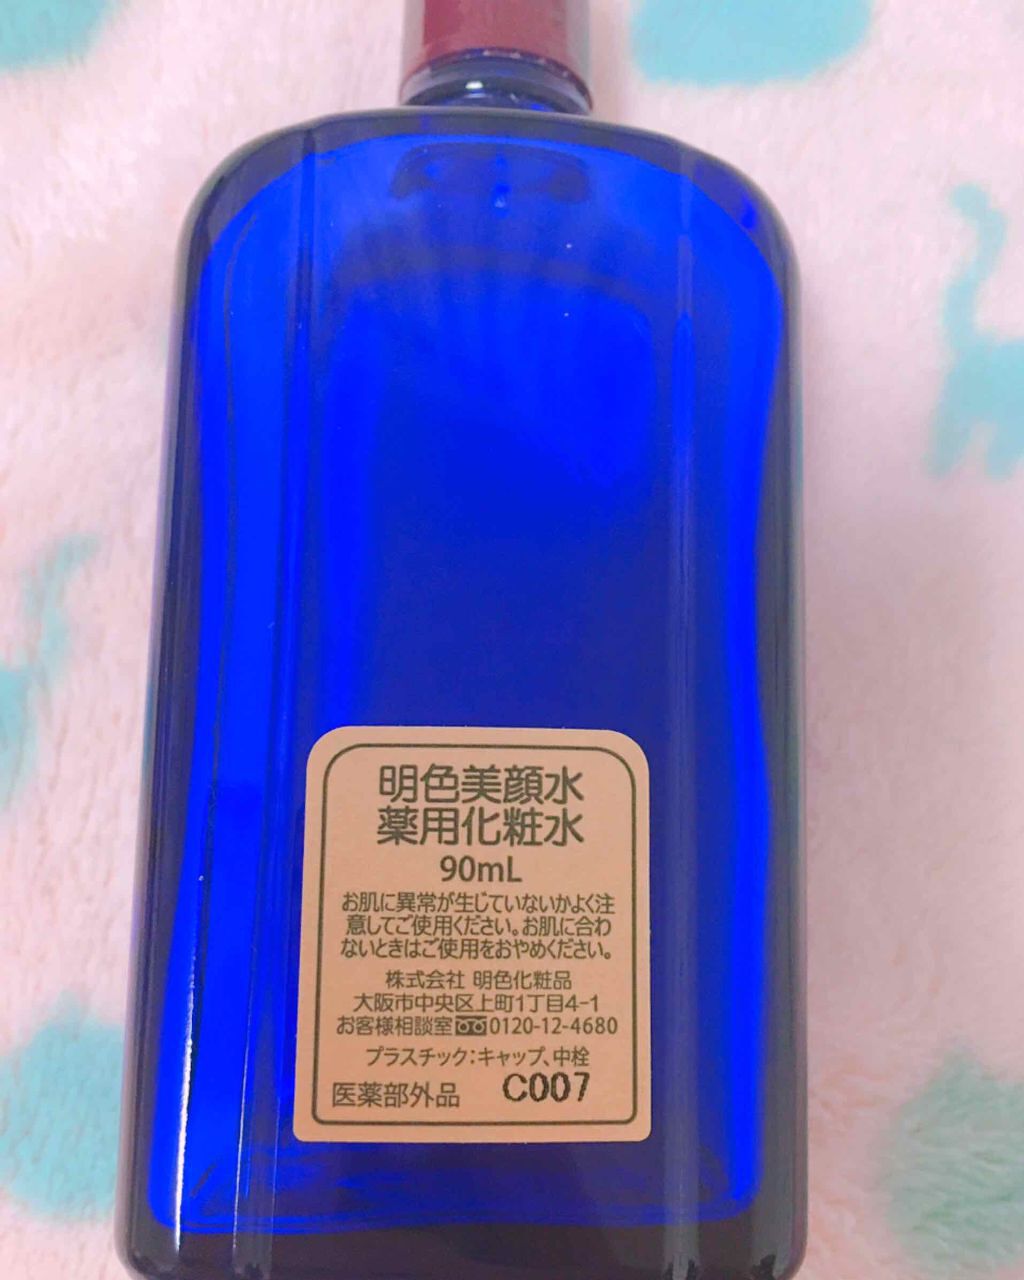 明色美顔水
薬用化粧水
90mL
お肌に異常が生じていないかよく注
意してご使用ください。お肌に合わ
ないときはご使用をおやめください。
株式会社 明色化粧品
大阪市中央区上町1丁目4-1
お客様相談室 0120-12-4680
プラスチック：キャップ、中栓
医薬部外品 C007